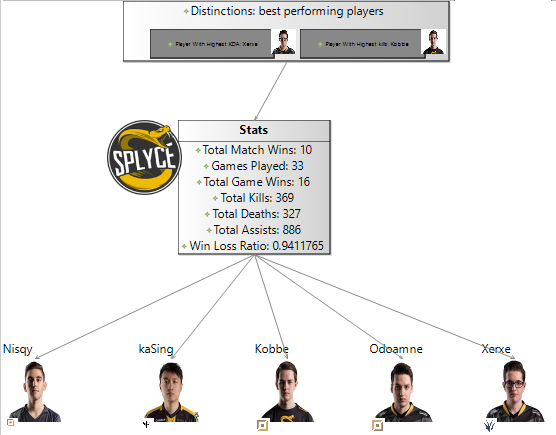 Distinctions: best performing players
Player With Highest KDA: Xerxe
Player With Highest kills: Kobbe
SPLYCE
Stats
Total Match Wins: 10
Games Played: 33
Total Game Wins: 16
Total Kills: 369
Total Deaths: 327
Total Assists: 886
Win Loss Ratio: 0.9411765
Nisqy
kaSing
Kobbe
Odoamne
Xerxe